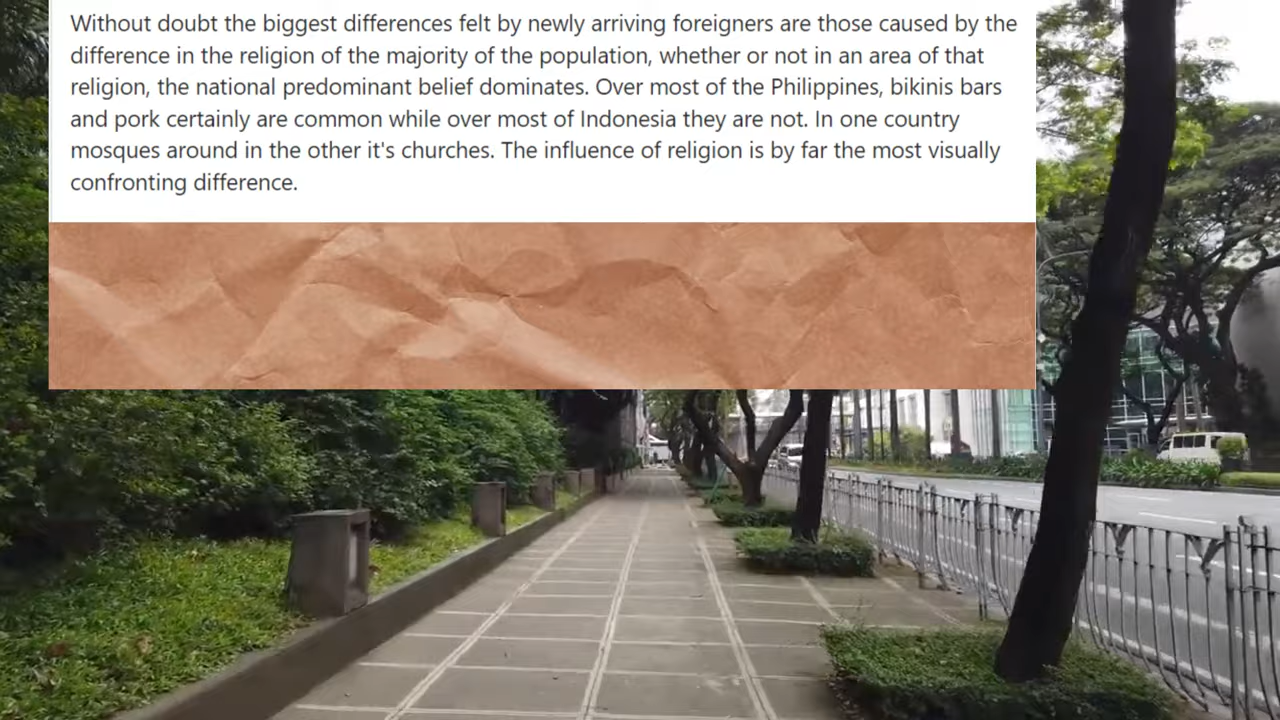 Without doubt the biggest differences felt by newly arriving foreigners are those caused by the
difference in the religion of the majority of the population, whether or not in an area of that
religion, the national predominant belief dominates. Over most of the Philippines, bikinis bars
and pork certainly are common while over most of Indonesia they are not. In one country
mosques around in the other it's churches. The influence of religion is by far the most visually
confronting difference.